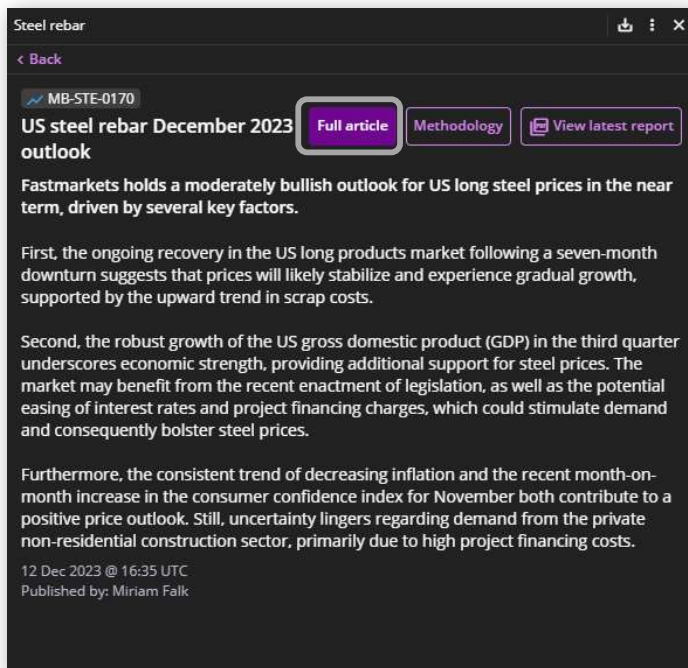 Steel rebar
< Back
MB-STE-0170
US steel rebar December 2023
outlook
Full article
Methodology
View latest report
Fastmarkets holds a moderately bullish outlook for US long steel prices in the near
term, driven by several key factors.
First, the ongoing recovery in the US long products market following a seven-month
downturn suggests that prices will likely stabilize and experience gradual growth,
supported by the upward trend in scrap costs.
Second, the robust growth of the US gross domestic product (GDP) in the third quarter
underscores economic strength, providing additional support for steel prices. The
market may benefit from the recent enactment of legislation, as well as the potential
easing of interest rates and project financing charges, which could stimulate demand
and consequently bolster steel prices.
Furthermore, the consistent trend of decreasing inflation and the recent month-on-
month increase in the consumer confidence index for November both contribute to a
positive price outlook. Still, uncertainty lingers regarding demand from the private
non-residential construction sector, primarily due to high project financing costs.
12 Dec 2023 @ 16:35 UTC
Published by: Miriam Falk